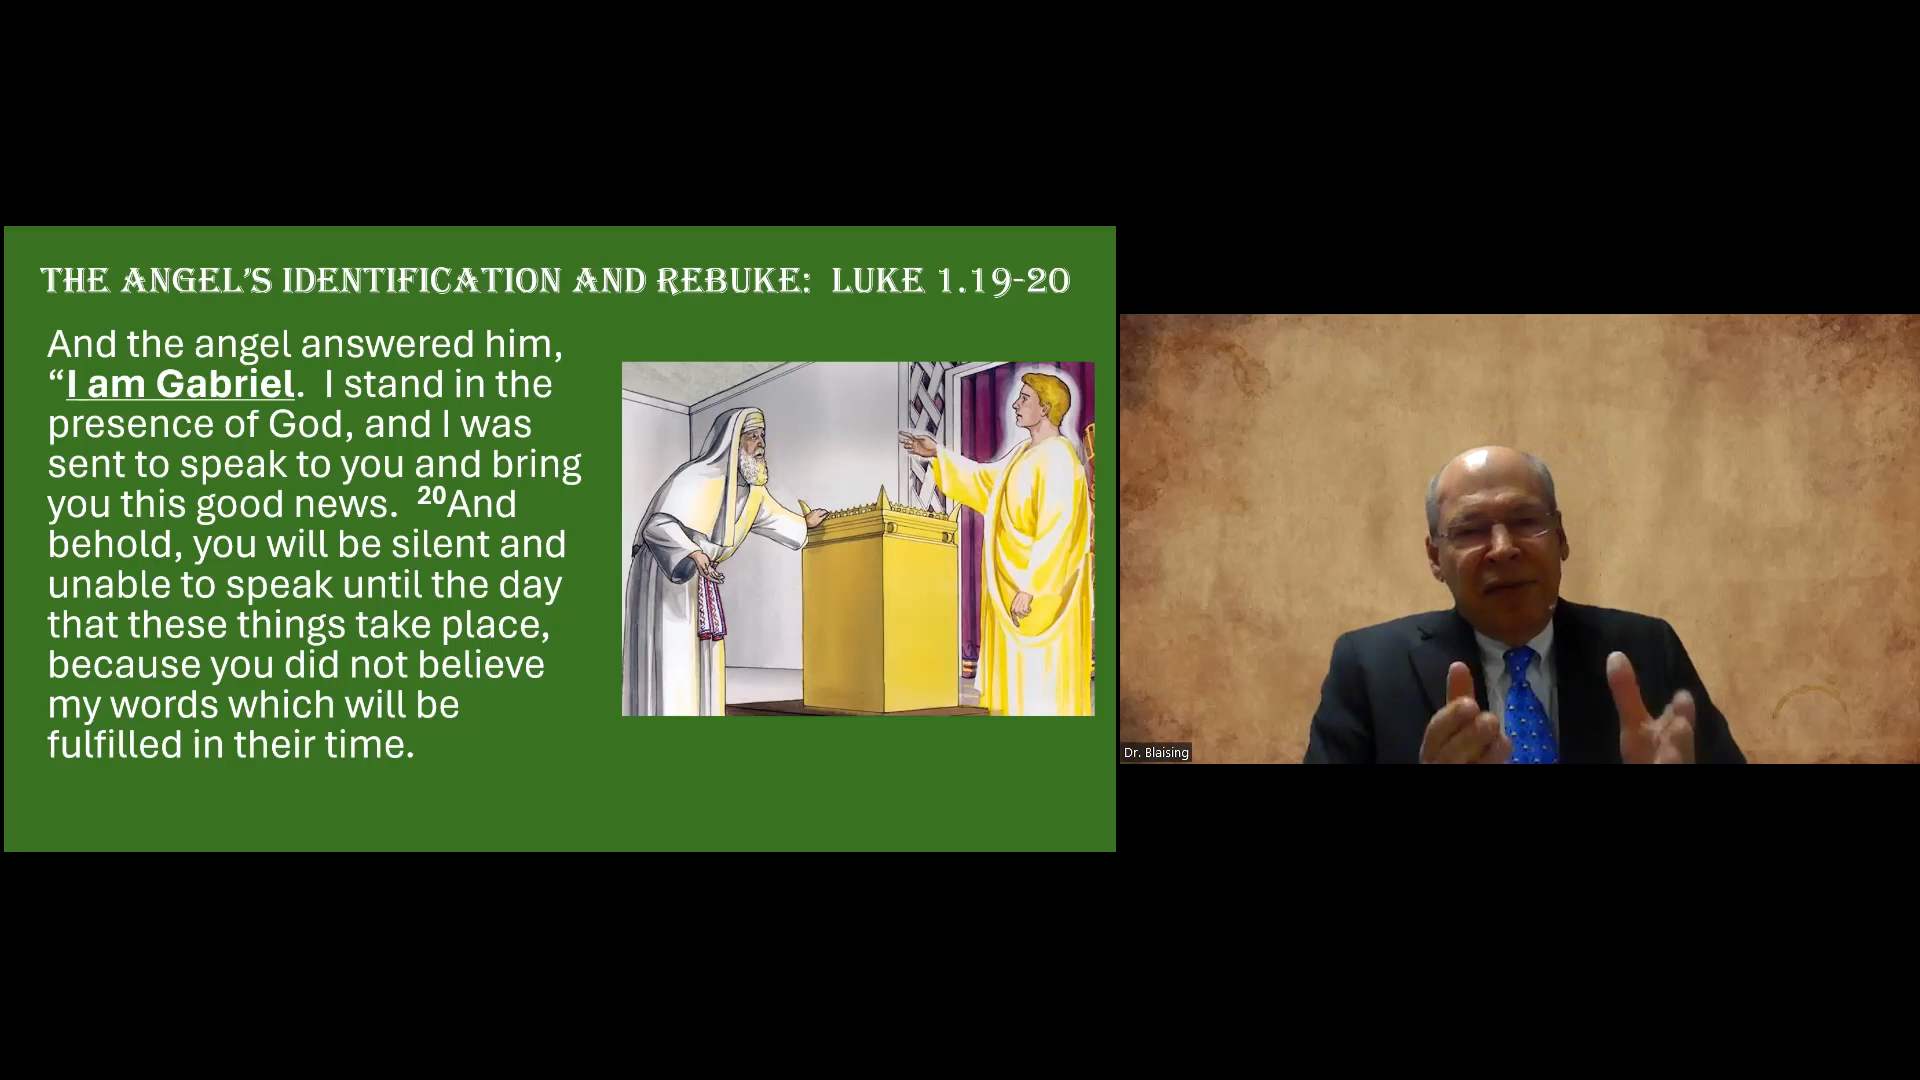 THE ANGEL’S IDENTIFICATION AND REBUKE: LUKE 1.19-20
And the angel answered him,
“I am Gabriel. I stand in the
presence of God, and I was
sent to speak to you and bring
you this good news. 20And
behold, you will be silent and
unable to speak until the day
that these things take place,
because you did not believe
my words which will be
fulfilled in their time.
Dr. Blaising